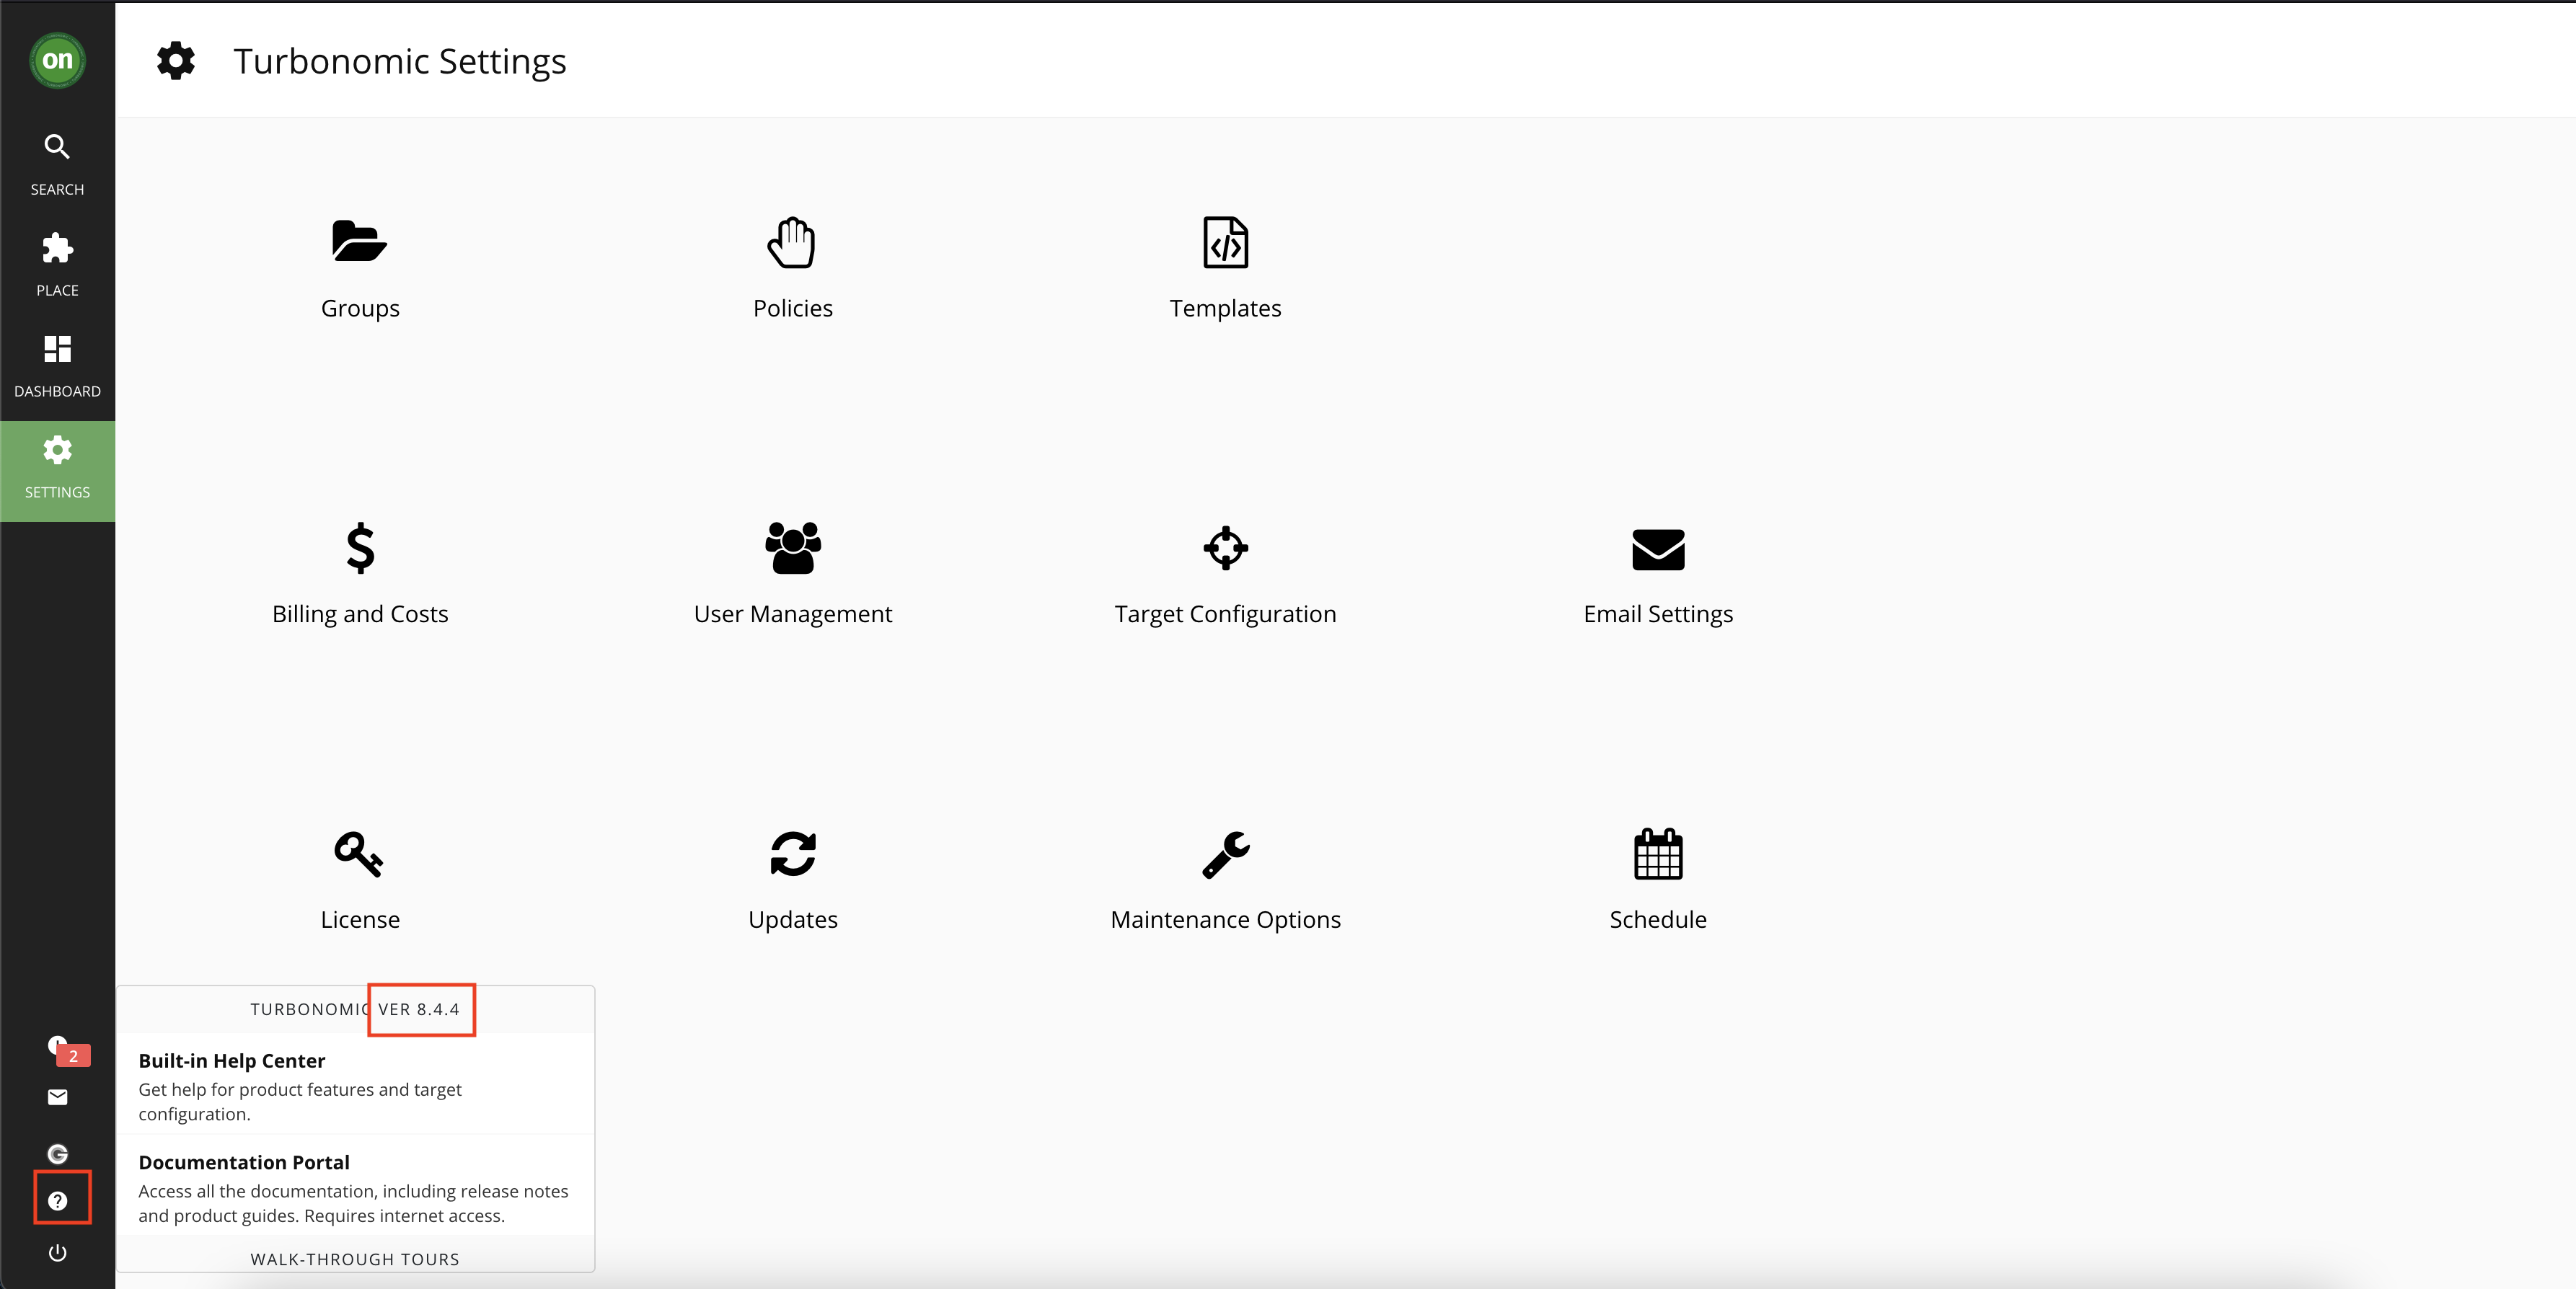 on
Turbonomic Settings
SEARCH
PLACE
DASHBOARD
SETTINGS
Groups
Policies
Templates
Billing and Costs
User Management
Target Configuration
Email Settings
License
Updates
Maintenance Options
Schedule
TURBONOMIC VER 8.4.4
Built-in Help Center
Get help for product features and target
configuration.
Documentation Portal
Access all the documentation, including release notes
and product guides. Requires internet access.
WALK-THROUGH TOURS
2
G
?